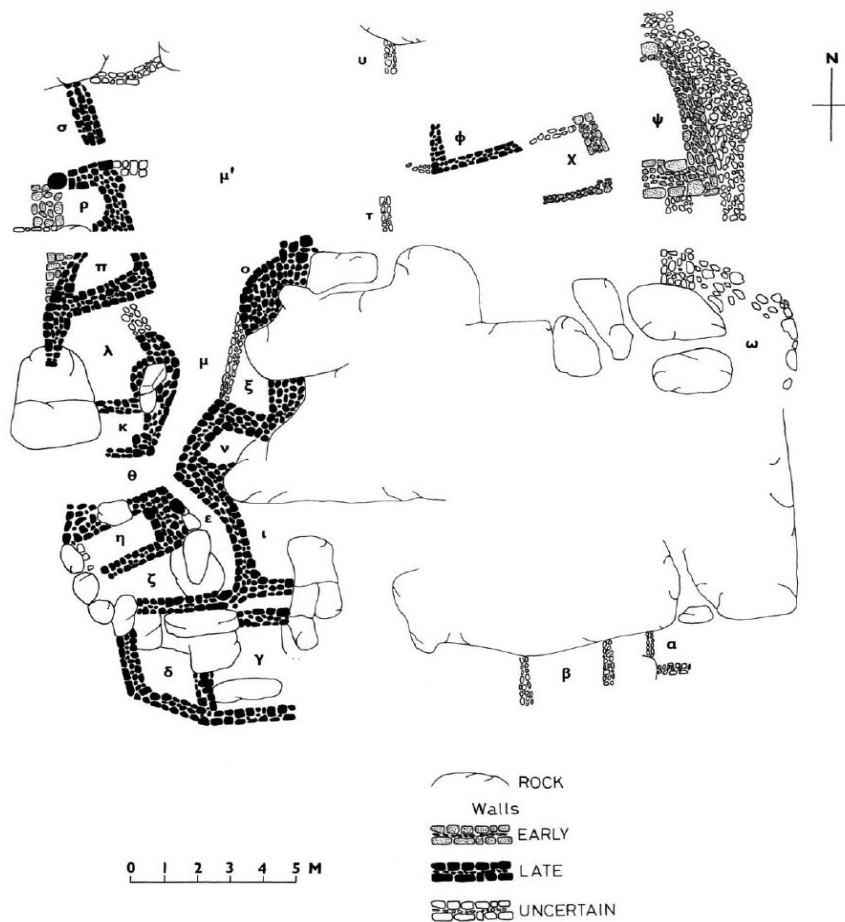 υ
N
σ
φ
ψ
χ
μ'
ρ
τ
π
ο
ω
λ
μ
ξ
κ
ν
θ
ε
η
ι
ζ
α
δ
γ
β
ROCK
Walls
EARLY
0 1 2 3 4 5 M
LATE
UNCERTAIN